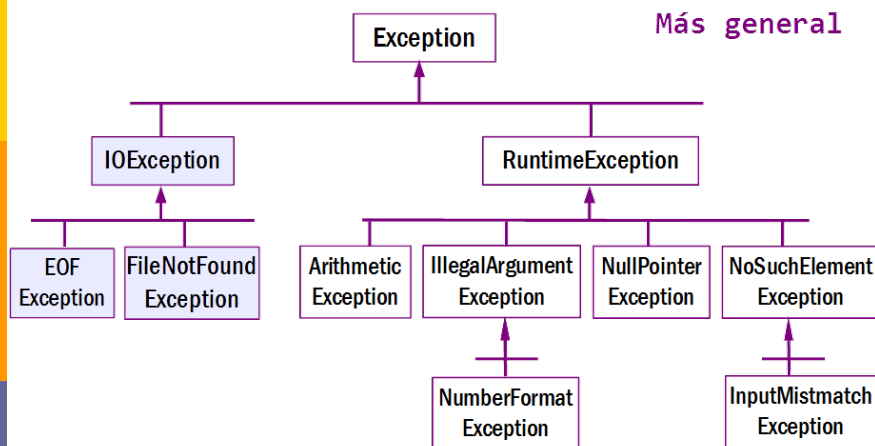 Más general
Exception
IOException
RuntimeException
EOF
Exception
FileNotFound
Exception
Arithmetic
Exception
IllegalArgument
Exception
NullPointer
Exception
NoSuchElement
Exception
NumberFormat
Exception
InputMistmatch
Exception